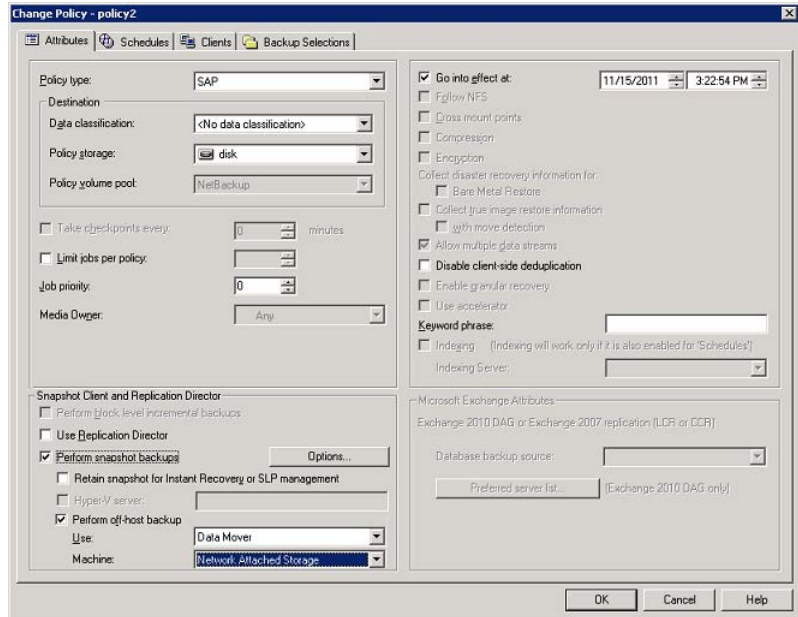 Change Policy - policy2
Attributes
Schedules
Clients
Backup Selections
Policy type:
SAP
Destination
Data classification:
<No data classification>
Policy storage:
disk
Policy volume pool:
NetBackup
Take checkpoints every:
0
minutes
Limit jobs per policy:
Job priority:
0
Media Owner:
Any
Snapshot Client and Replication Director
Perform block level incremental backups
Use Replication Director
Perform snapshot backups
Options...
Retain snapshot for Instant Recovery or SLP management
Hyper-V server:
Perform off-host backup
Use:
Data Mover
Machine:
Network Attached Storage
Go into effect at:
11/15/2011
3:22:54 PM
Follow NFS
Cross mount points
Compression
Encryption
Collect disaster recovery information for:
Bare Metal Restore
Collect true image restore information
with move detection
Allow multiple data streams
Disable client-side deduplication
Enable granular recovery
Use accelerator
Keyword phrase:
Indexing (Indexing will work only if it is also enabled for 'Schedules')
Indexing Server:
Microsoft Exchange Attributes
Exchange 2010 DAG or Exchange 2007 replication (LCR or CCR)
Database backup source:
Preferred server list...
(Exchange 2010 DAG only)
OK
Cancel
Help